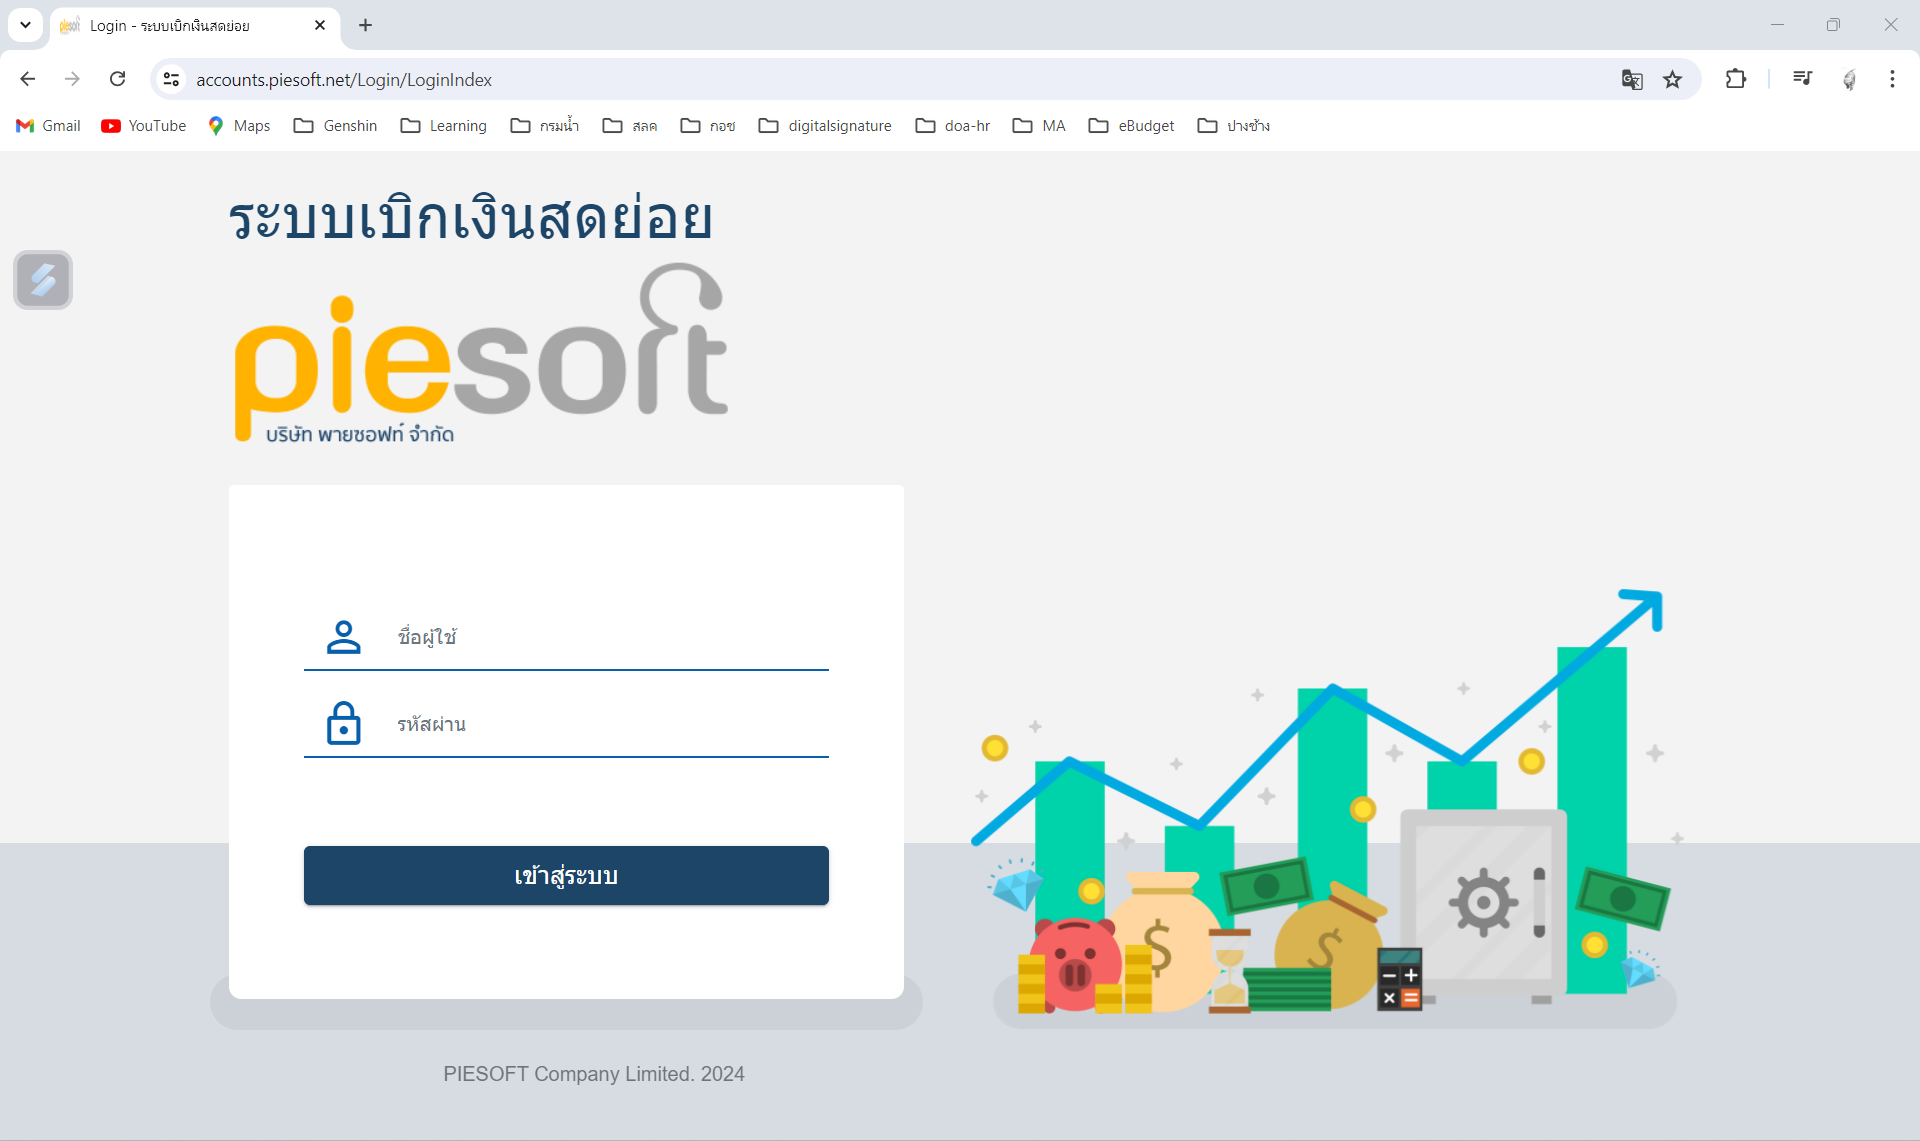 Login - ระบบเบิกเงินสดย่อย
accounts.piesoft.net/Login/LoginIndex
Gmail YouTube Maps Genshin Learning กรมน้ำ สลค กอช digitalsignature doa-hr MA eBudget ปางช้าง
ระบบเบิกเงินสดย่อย
piesoft
บริษัท พายซอฟท์ จำกัด
ชื่อผู้ใช้
รหัสผ่าน
เข้าสู่ระบบ
PIESOFT Company Limited. 2024